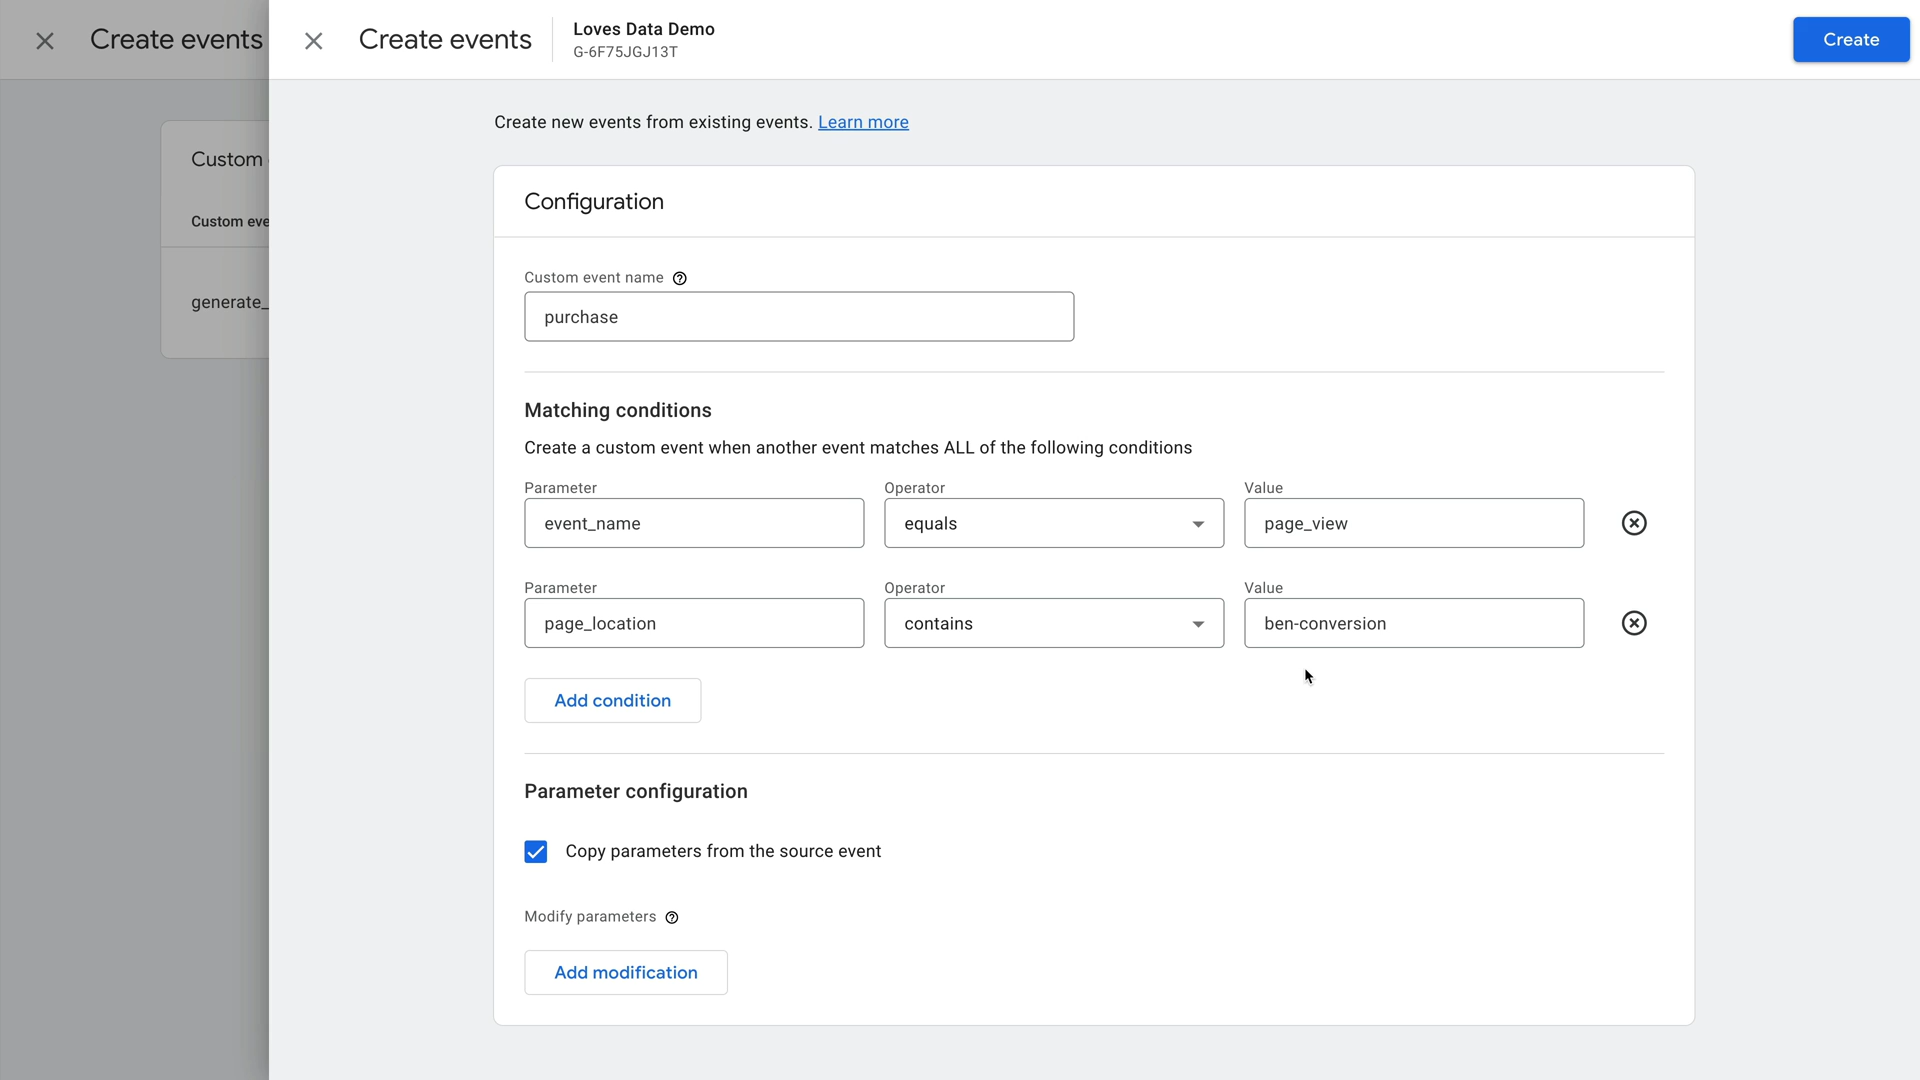 Create events
Custom
Custom eve
generate_
Create events
Loves Data Demo
G-6F75JGJ13T
Create
Create new events from existing events. Learn more
Configuration
Custom event name
purchase
Matching conditions
Create a custom event when another event matches ALL of the following conditions
Parameter Operator Value
event_name equals page_view
Parameter Operator Value
page_location contains ben-conversion
Add condition
Parameter configuration
Copy parameters from the source event
Modify parameters
Add modification